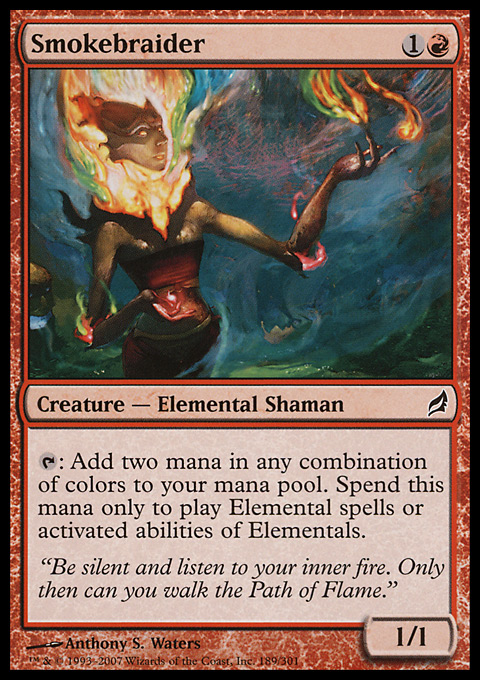 Smokebraider 1
Creature — Elemental Shaman
: Add two mana in any combination
of colors to your mana pool. Spend this
mana only to play Elemental spells or
activated abilities of Elementals.
“Be silent and listen to your inner fire. Only
then can you walk the Path of Flame.”
Anthony S. Waters
1/1
™ & © 1993–2007 Wizards of the Coast, Inc. 189/301